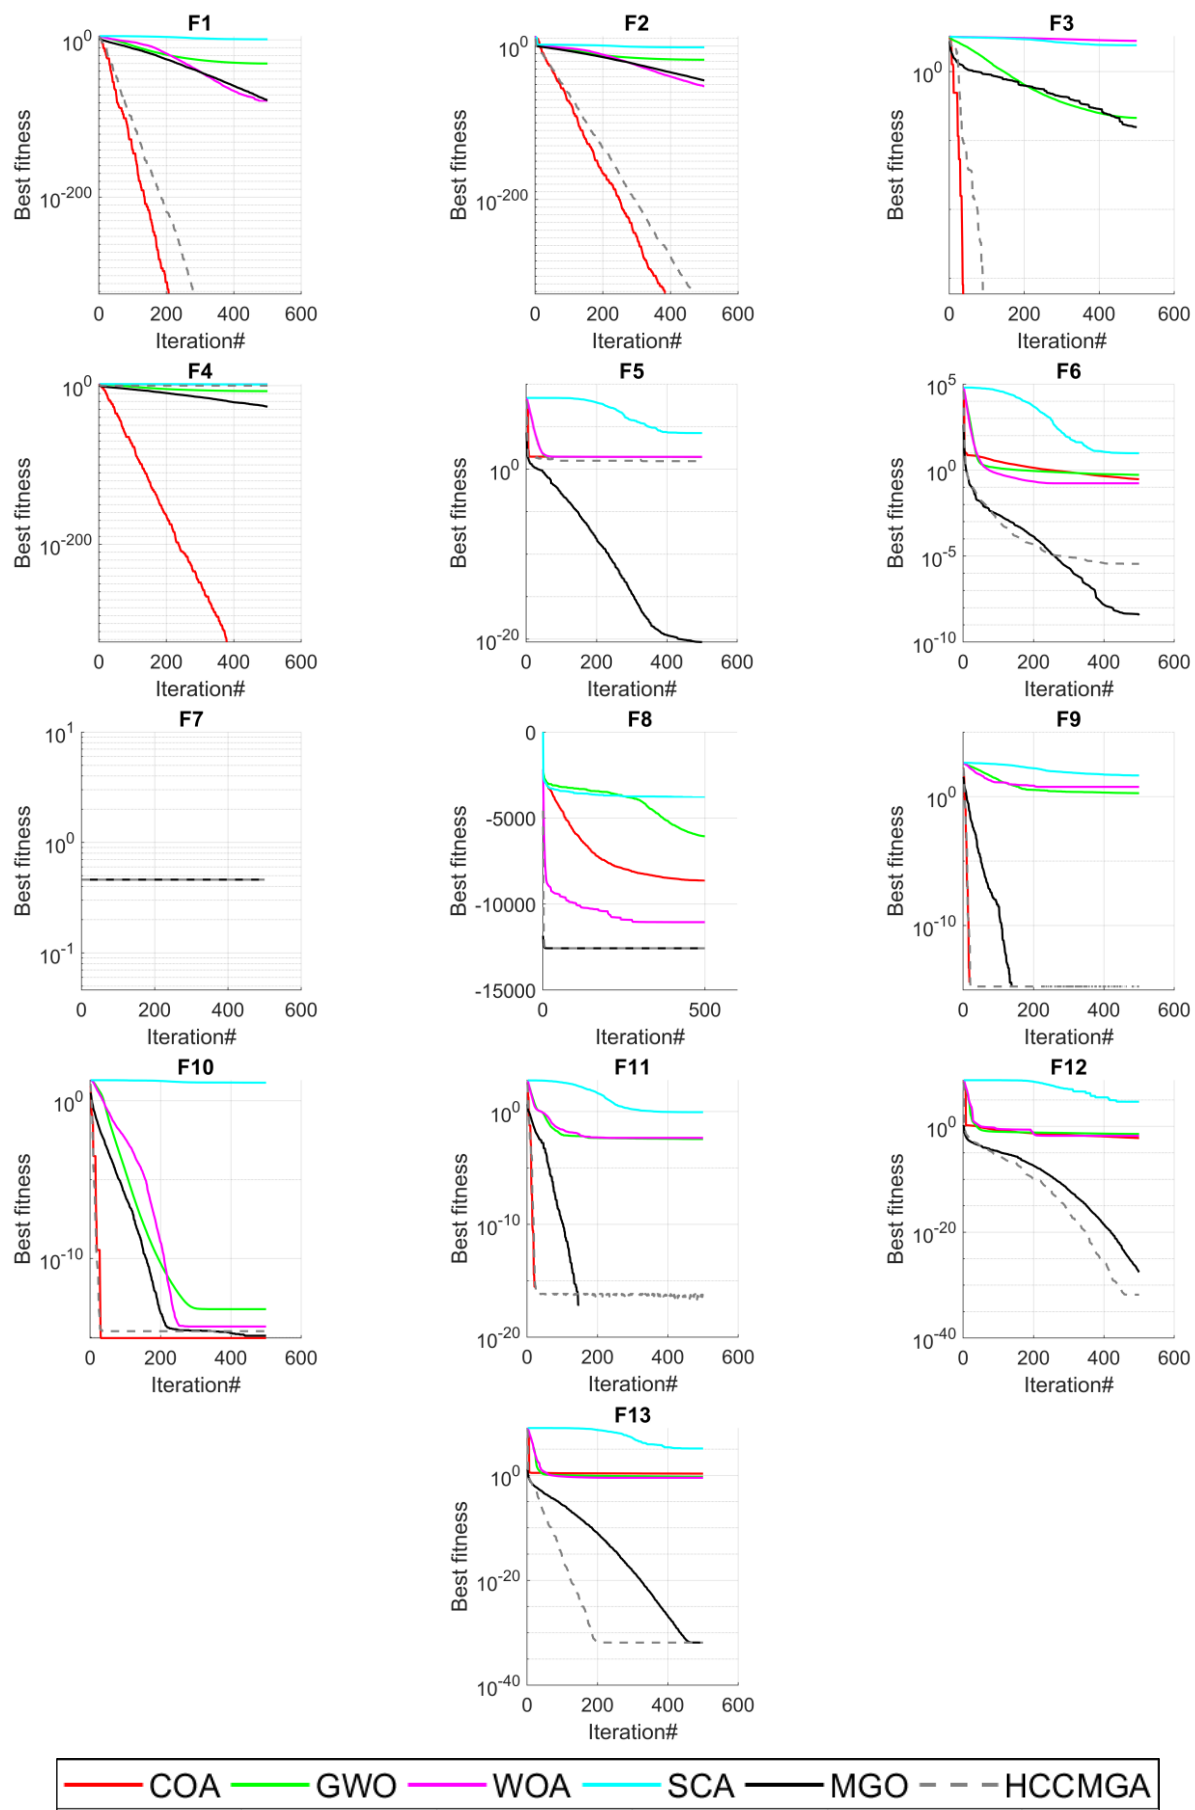 F1 F2 F3
10^0 10^-200 10^0 10^-200 10^0
Best fitness Best fitness Best fitness
0 200 400 600 0 200 400 600 0 200 400 600
Iteration# Iteration# Iteration#
F4 F5 F6
10^0 10^-200 10^0 10^-20 10^5 10^0 10^-5 10^-10
Best fitness Best fitness Best fitness
0 200 400 600 0 200 400 600 0 200 400 600
Iteration# Iteration# Iteration#
F7 F8 F9
10^1 10^0 10^-1 0 -5000 -10000 -15000 10^0 10^-10
Best fitness Best fitness Best fitness
0 200 400 600 0 500 0 200 400 600
Iteration# Iteration# Iteration#
F10 F11 F12
10^0 10^-10 10^0 10^-10 10^-20 10^0 10^-20 10^-40
Best fitness Best fitness Best fitness
0 200 400 600 0 200 400 600 0 200 400 600
Iteration# Iteration# Iteration#
F13
10^0 10^-20 10^-40
Best fitness
0 200 400 600
Iteration#
COA GWO WOA SCA MGO HCCMGA